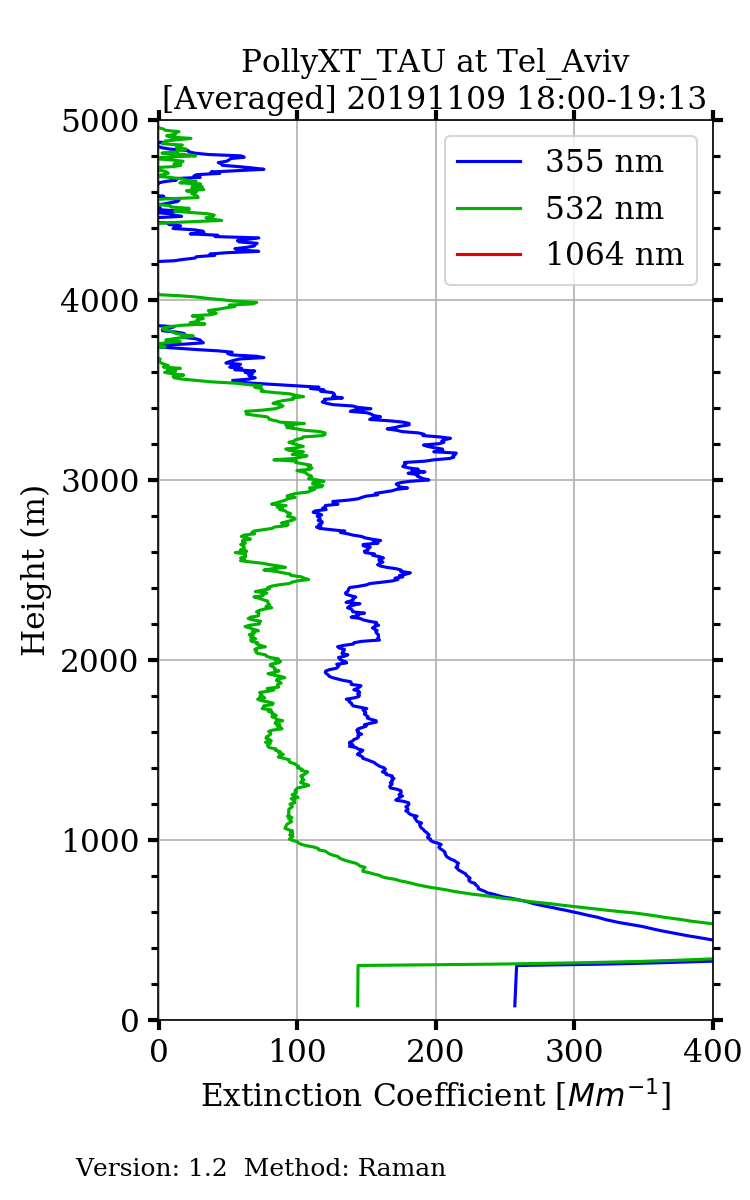 PollyXT_TAU at Tel_Aviv
[Averaged] 20191109 18:00-19:13
355 nm
532 nm
1064 nm
5000
4000
3000
2000
1000
0
Height (m)
0 100 200 300 400
Extinction Coefficient [Mm⁻¹]
Version: 1.2 Method: Raman